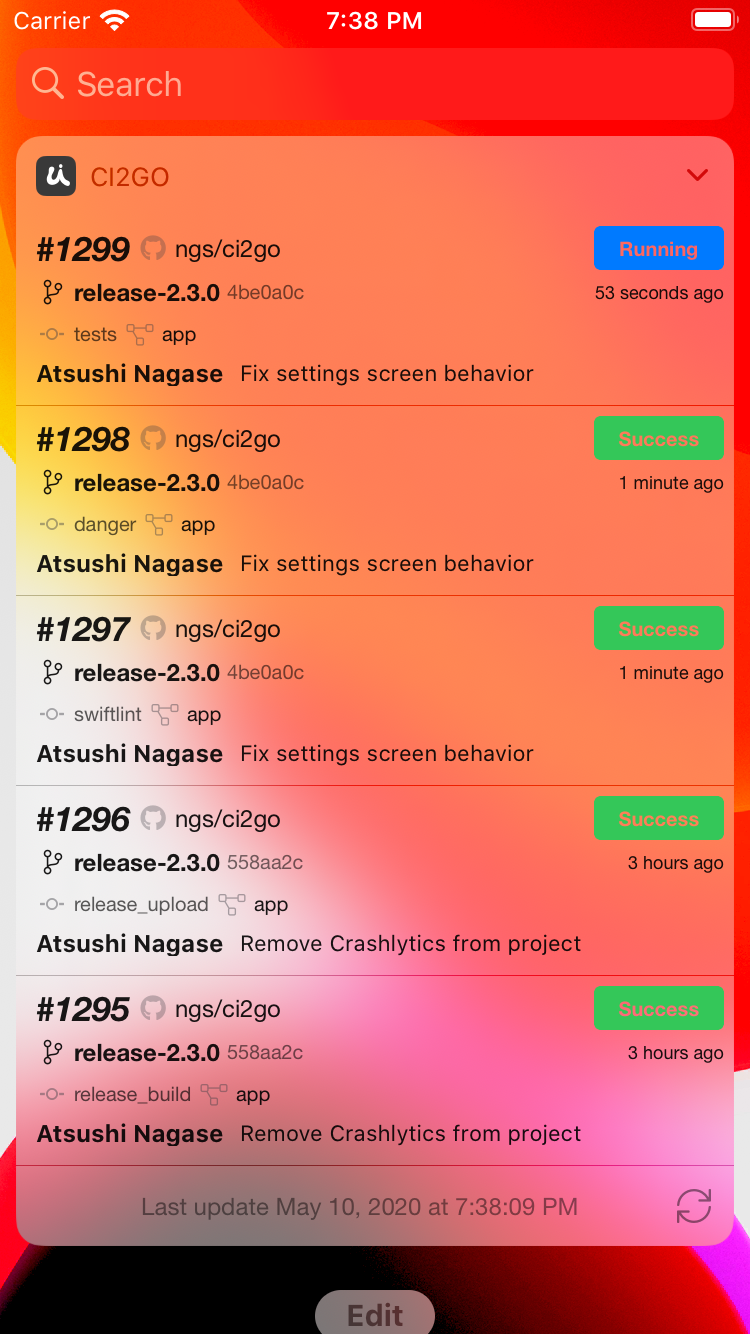 Carrier 7:38 PM
Search
CI2GO
#1299 ngs/ci2go Running
release-2.3.0 4be0a0c 53 seconds ago
tests app
Atsushi Nagase Fix settings screen behavior
#1298 ngs/ci2go Success
release-2.3.0 4be0a0c 1 minute ago
danger app
Atsushi Nagase Fix settings screen behavior
#1297 ngs/ci2go Success
release-2.3.0 4be0a0c 1 minute ago
swiftlint app
Atsushi Nagase Fix settings screen behavior
#1296 ngs/ci2go Success
release-2.3.0 558aa2c 3 hours ago
release_upload app
Atsushi Nagase Remove Crashlytics from project
#1295 ngs/ci2go Success
release-2.3.0 558aa2c 3 hours ago
release_build app
Atsushi Nagase Remove Crashlytics from project
Last update May 10, 2020 at 7:38:09 PM
Edit